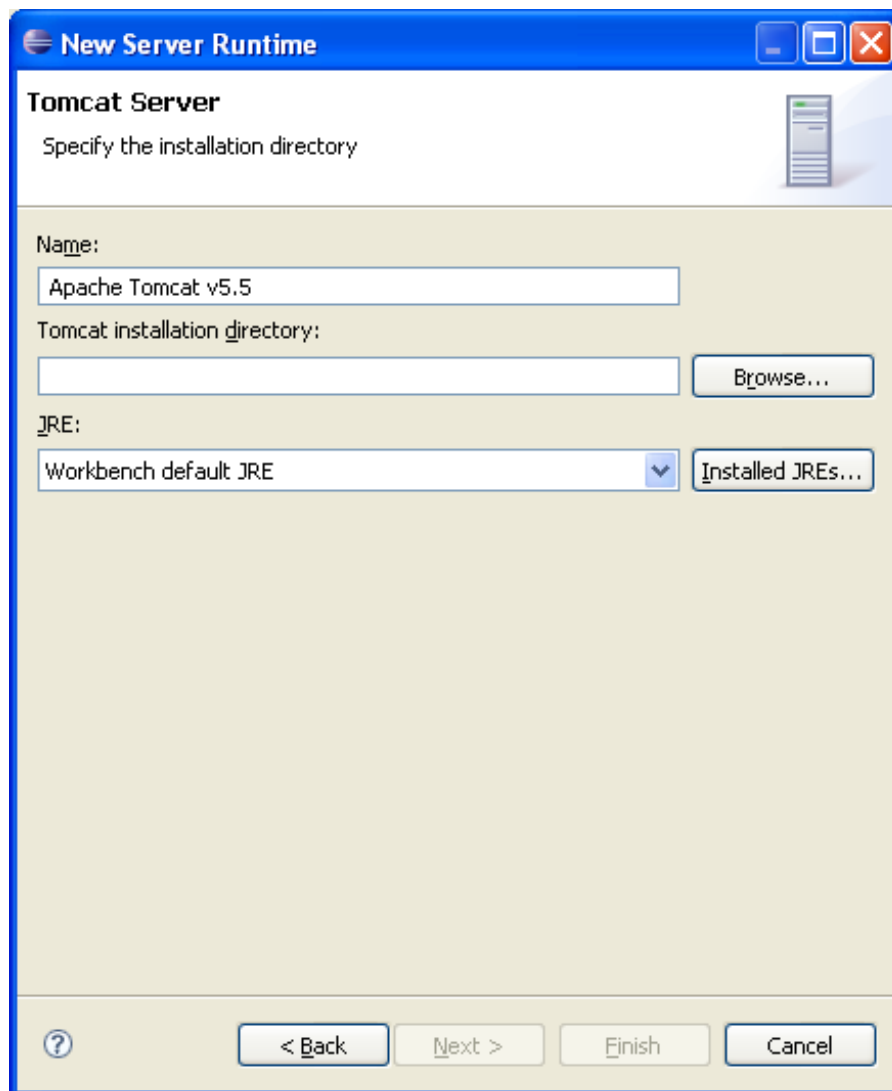 New Server Runtime
Tomcat Server
Specify the installation directory
Name:
Apache Tomcat v5.5
Tomcat installation directory:
Browse...
JRE:
Workbench default JRE
Installed JREs...
?
< Back
Next >
Finish
Cancel